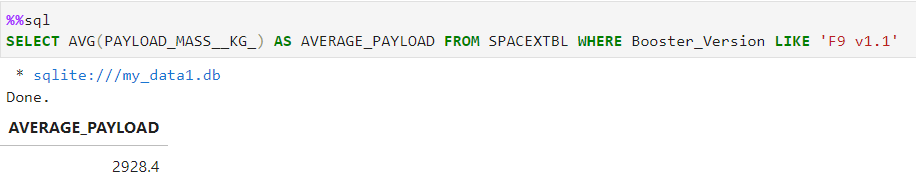 %%sql
SELECT AVG(PAYLOAD_MASS__KG_) AS AVERAGE_PAYLOAD FROM SPACEXTBL WHERE Booster_Version LIKE 'F9 v1.1'
* sqlite:///my_data1.db
Done.
AVERAGE_PAYLOAD
2928.4